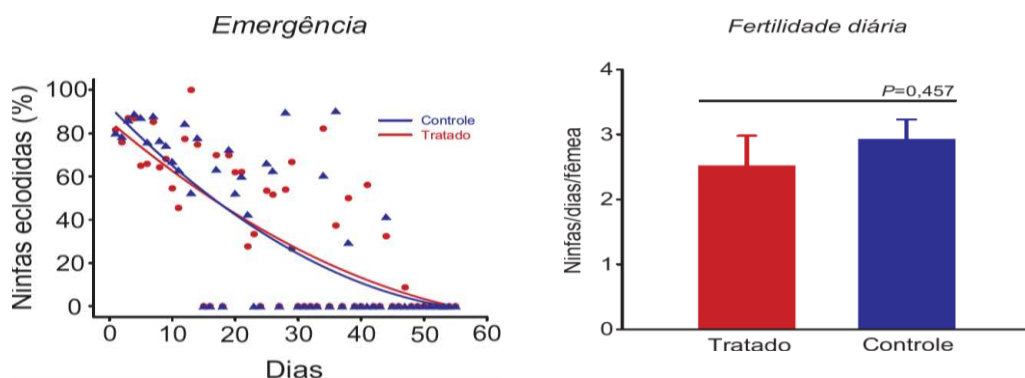 Emergência
Ninfas eclodidas (%)
100
80
60
40
20
0
Controle
Tratado
0 10 20 30 40 50 60
Dias
Fertilidade diária
Ninfas/dias/fêmea
4
3
2
1
0
P=0,457
Tratado Controle